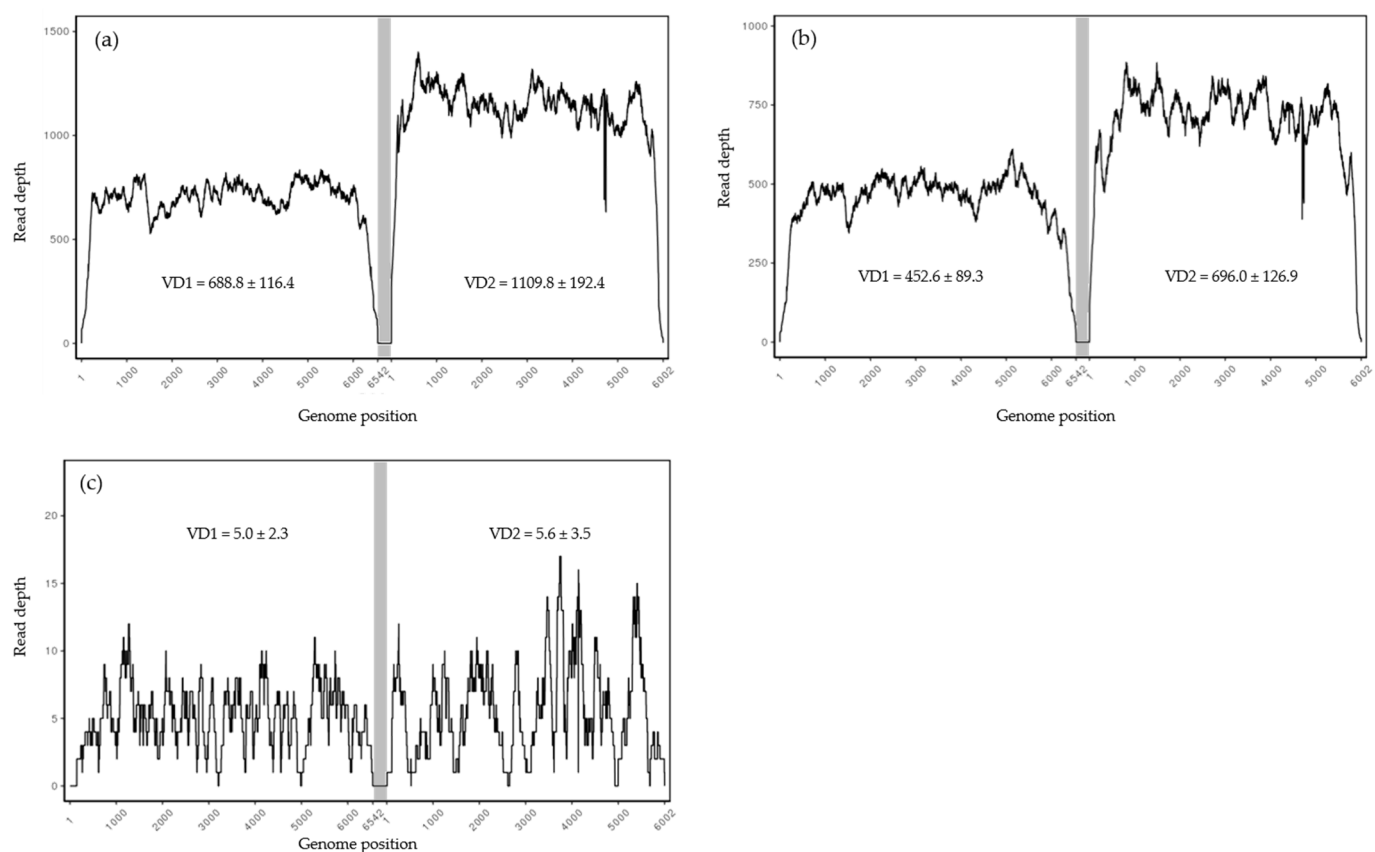 (a)
1500
1000
500
0
Read depth
VD1 = 688.8 ± 116.4
VD2 = 1109.8 ± 192.4
1 1000 2000 3000 4000 5000 6000 6542 1 1000 2000 3000 4000 5000 6002
Genome position
(b)
1000
750
500
250
0
Read depth
VD1 = 452.6 ± 89.3
VD2 = 696.0 ± 126.9
1 1000 2000 3000 4000 5000 6000 6542 1 1000 2000 3000 4000 5000 6002
Genome position
(c)
20
15
10
5
0
Read depth
VD1 = 5.0 ± 2.3
VD2 = 5.6 ± 3.5
1 1000 2000 3000 4000 5000 6000 6542 1 1000 2000 3000 4000 5000 6002
Genome position